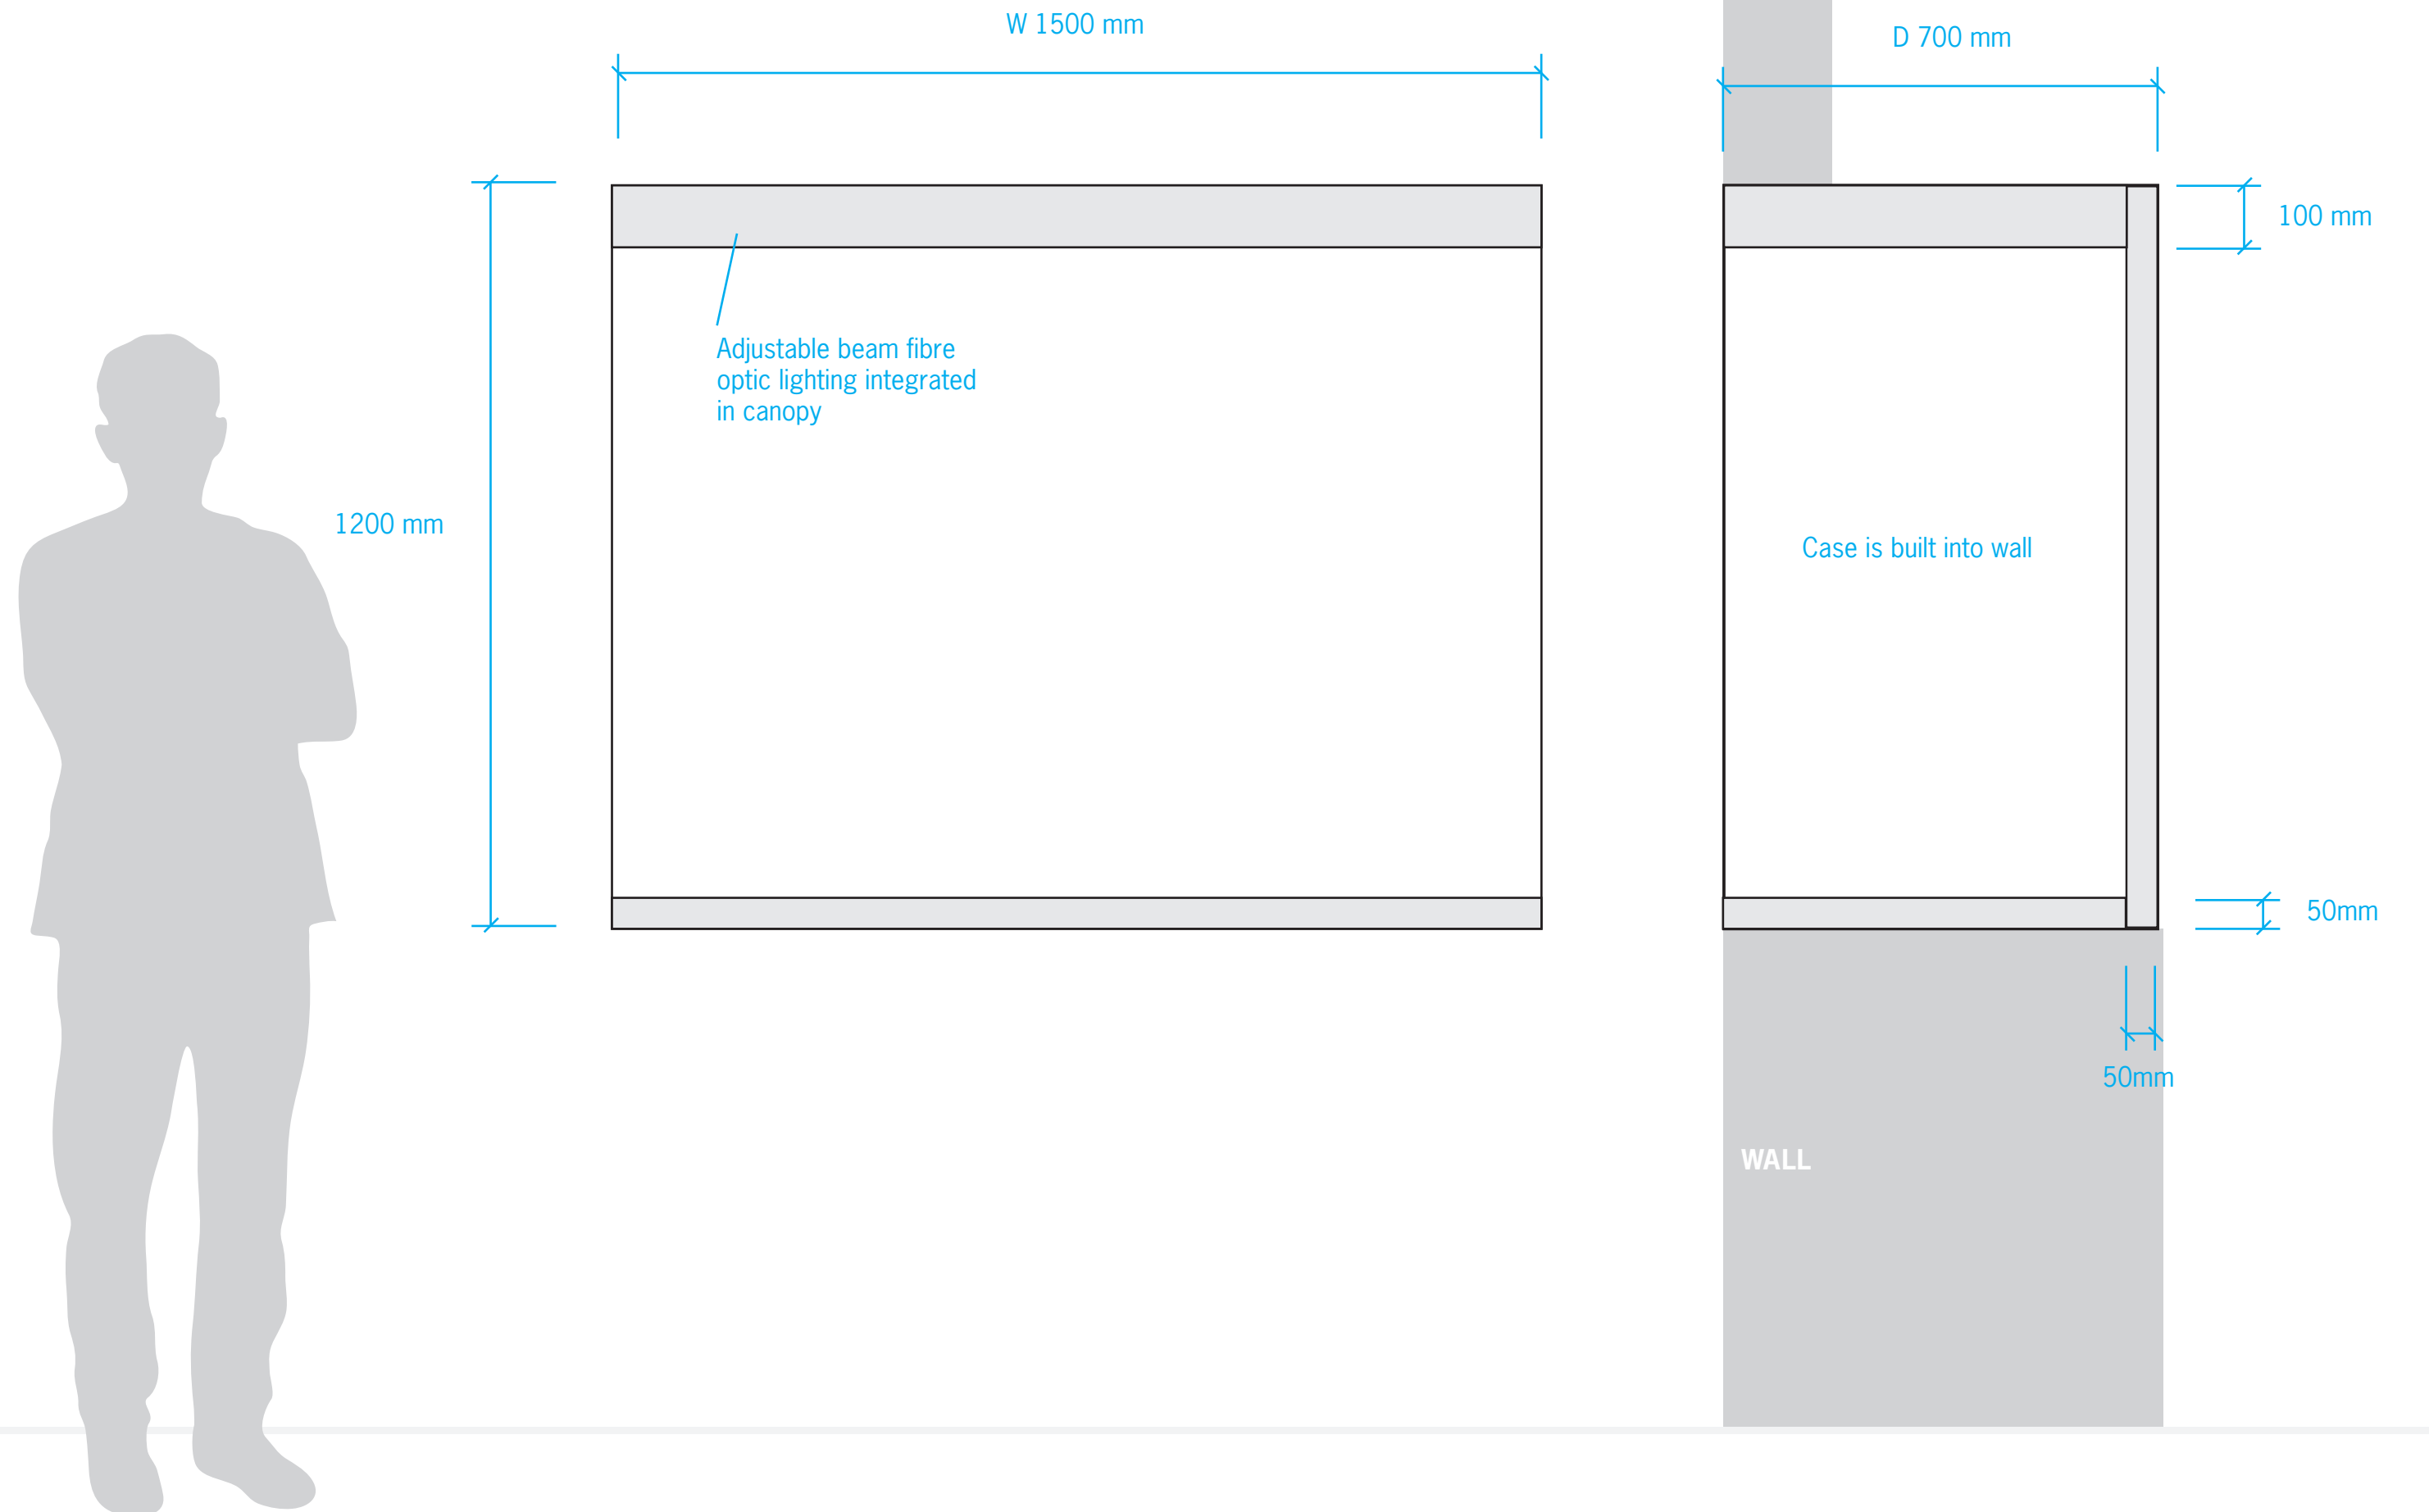 W 1500 mm
D 700 mm
100 mm
Adjustable beam fibre
optic lighting integrated
in canopy
1200 mm
Case is built into wall
50mm
50mm
WALL